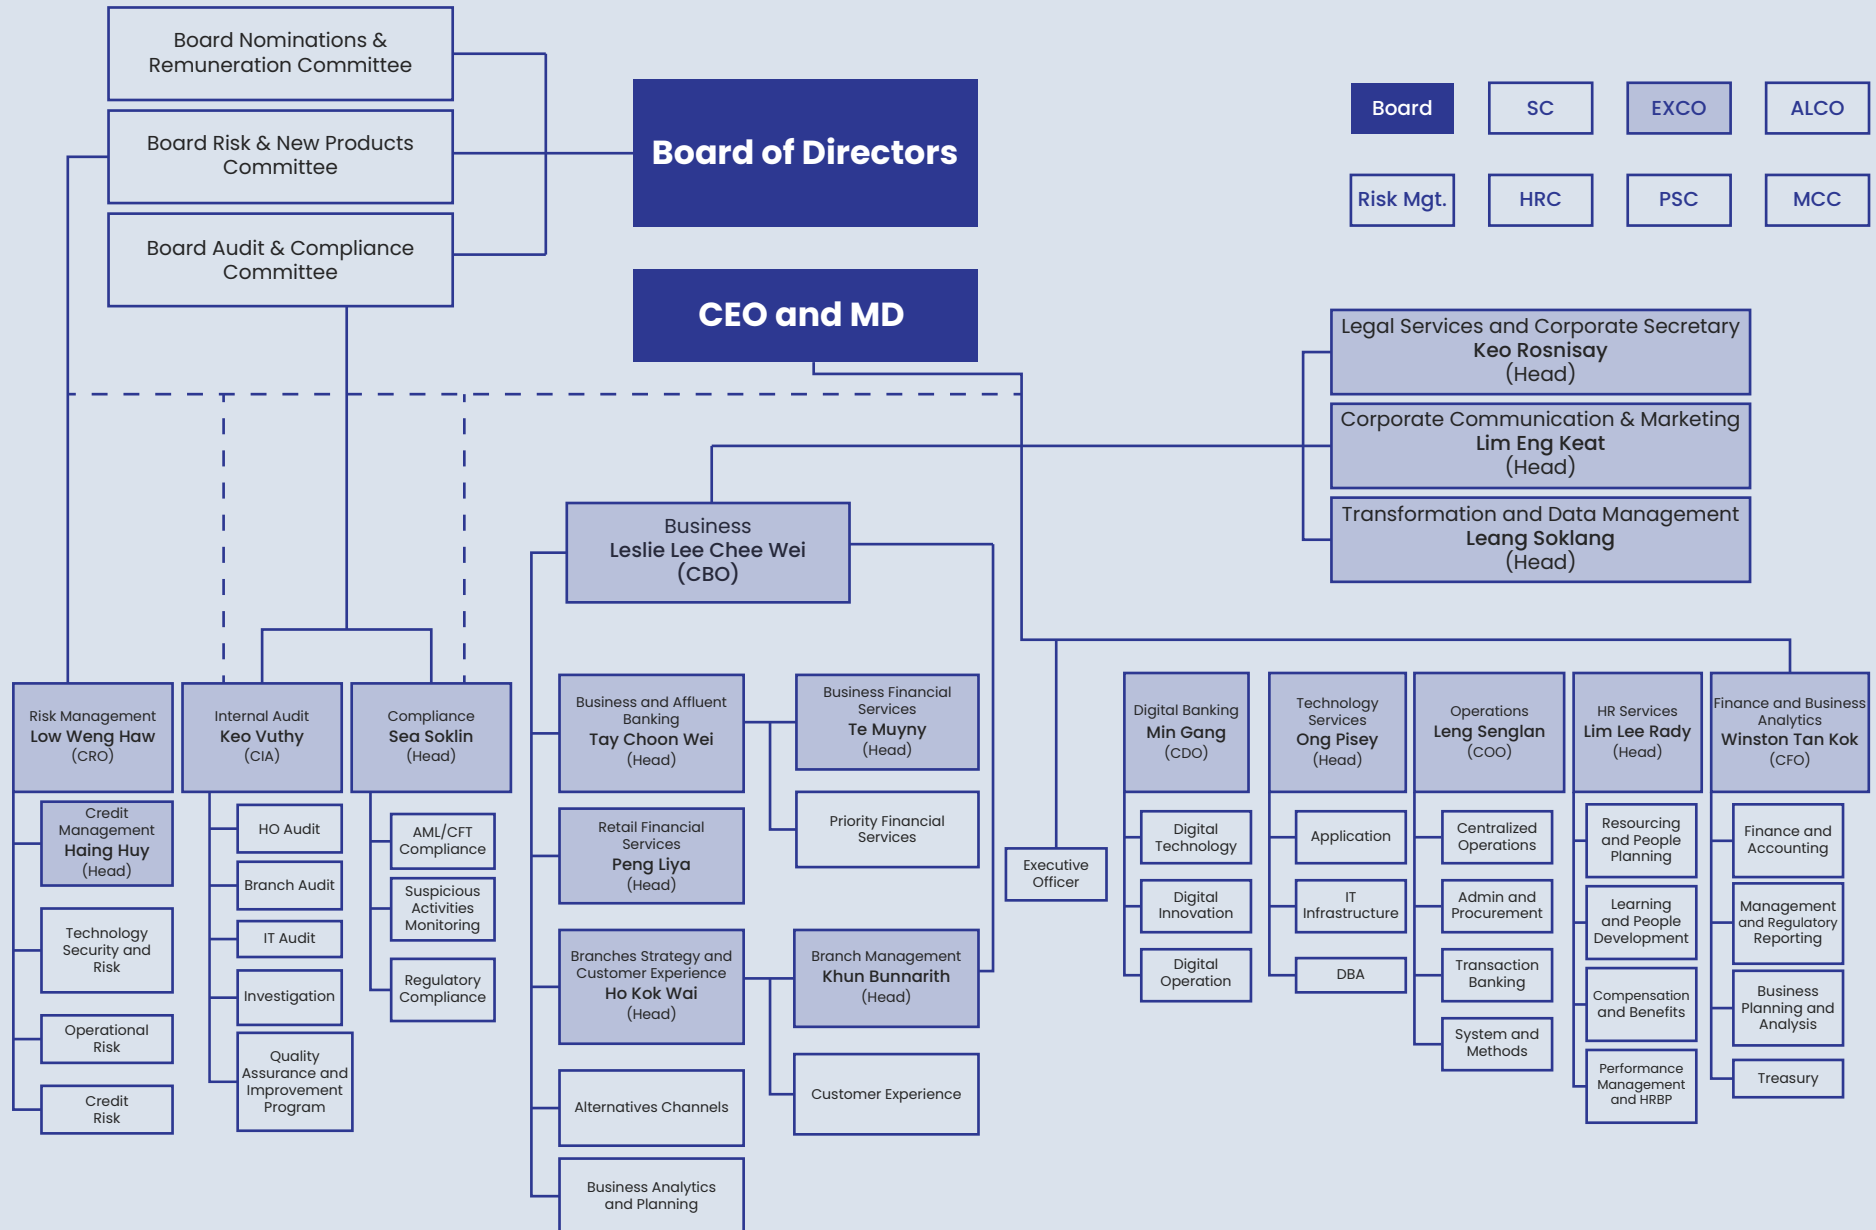 Board Nominations &
Remuneration Committee
Board Risk & New Products
Committee
Board Audit & Compliance
Committee
Board of Directors
CEO and MD
Board
SC
EXCO
ALCO
Risk Mgt.
HRC
PSC
MCC
Legal Services and Corporate Secretary
Keo Rosnisay
(Head)
Corporate Communication & Marketing
Lim Eng Keat
(Head)
Transformation and Data Management
Leang Soklang
(Head)
Business
Leslie Lee Chee Wei
(CBO)
Risk Management
Low Weng Haw
(CRO)
Credit
Management
Haing Huy
(Head)
Technology
Security and
Risk
Operational
Risk
Credit
Risk
Internal Audit
Keo Vuthy
(CIA)
HO Audit
Branch Audit
IT Audit
Investigation
Quality
Assurance and
Improvement
Program
Compliance
Sea Soklin
(Head)
AML/CFT
Compliance
Suspicious
Activities
Monitoring
Regulatory
Compliance
Business and Affluent
Banking
Tay Choon Wei
(Head)
Business Financial
Services
Te Muyny
(Head)
Priority Financial
Services
Retail Financial
Services
Peng Liya
(Head)
Branches Strategy and
Customer Experience
Ho Kok Wai
(Head)
Branch Management
Khun Bunnarith
(Head)
Customer Experience
Alternatives Channels
Business Analytics
and Planning
Executive
Officer
Digital Banking
Min Gang
(CDO)
Digital
Technology
Digital
Innovation
Digital
Operation
Technology
Services
Ong Pisey
(Head)
Application
IT
Infrastructure
DBA
Operations
Leng Senglan
(COO)
Centralized
Operations
Admin and
Procurement
Transaction
Banking
System and
Methods
HR Services
Lim Lee Rady
(Head)
Resourcing
and People
Planning
Learning
and People
Development
Compensation
and Benefits
Performance
Management
and HRBP
Finance and Business
Analytics
Winston Tan Kok
(CFO)
Finance and
Accounting
Management
and Regulatory
Reporting
Business
Planning and
Analysis
Treasury